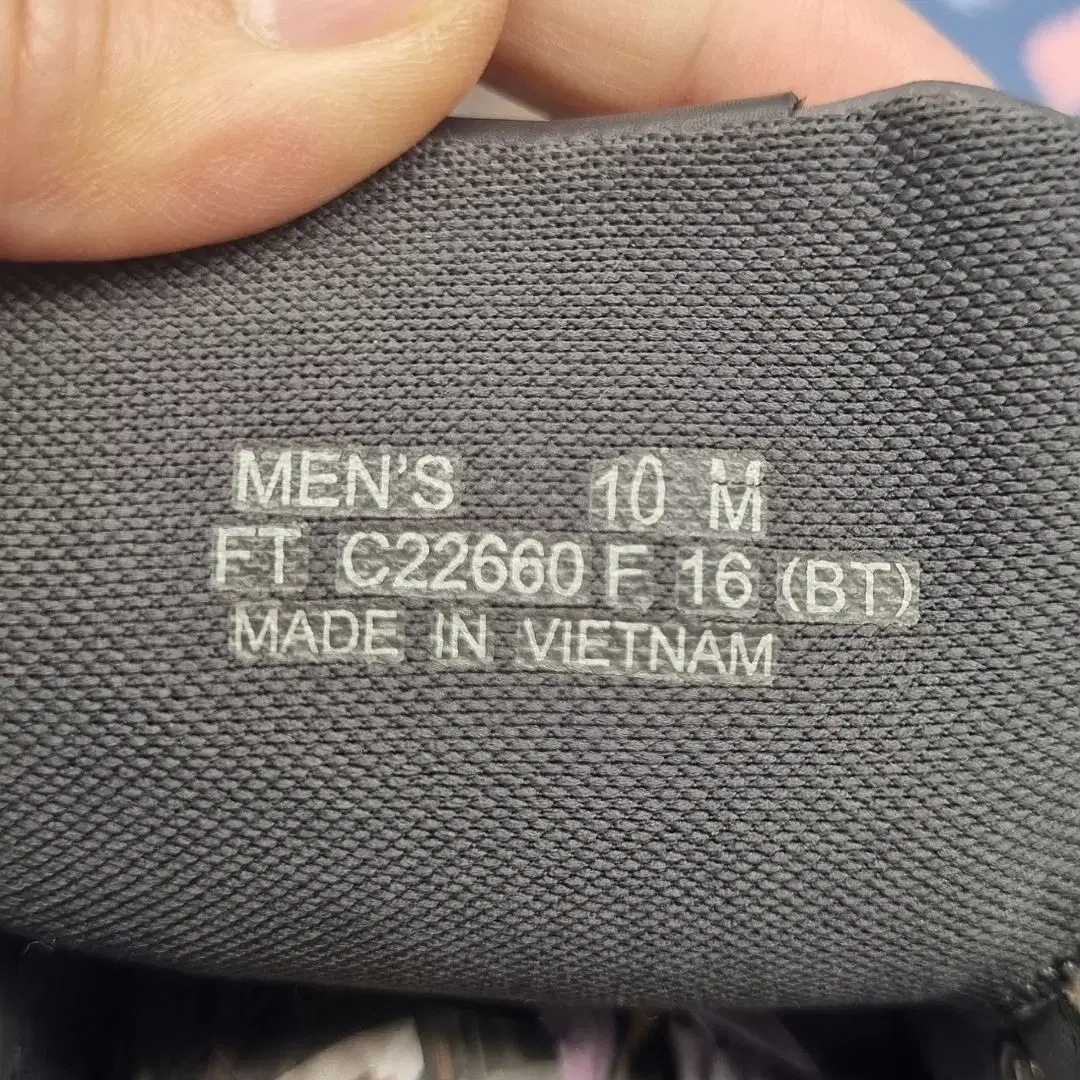 MEN'S 10 M
FT C22660 F 16 (BT)
MADE IN VIETNAM